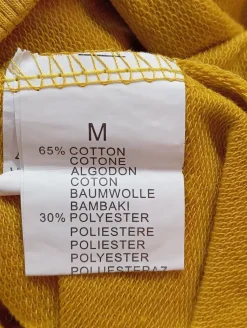 M
65% COTTON
COTONE
ALGODON
COTON
BAUMWOLLE
BAMBAKI
30% POLYESTER
POLIESTERE
POLIESTER
POLYESTER